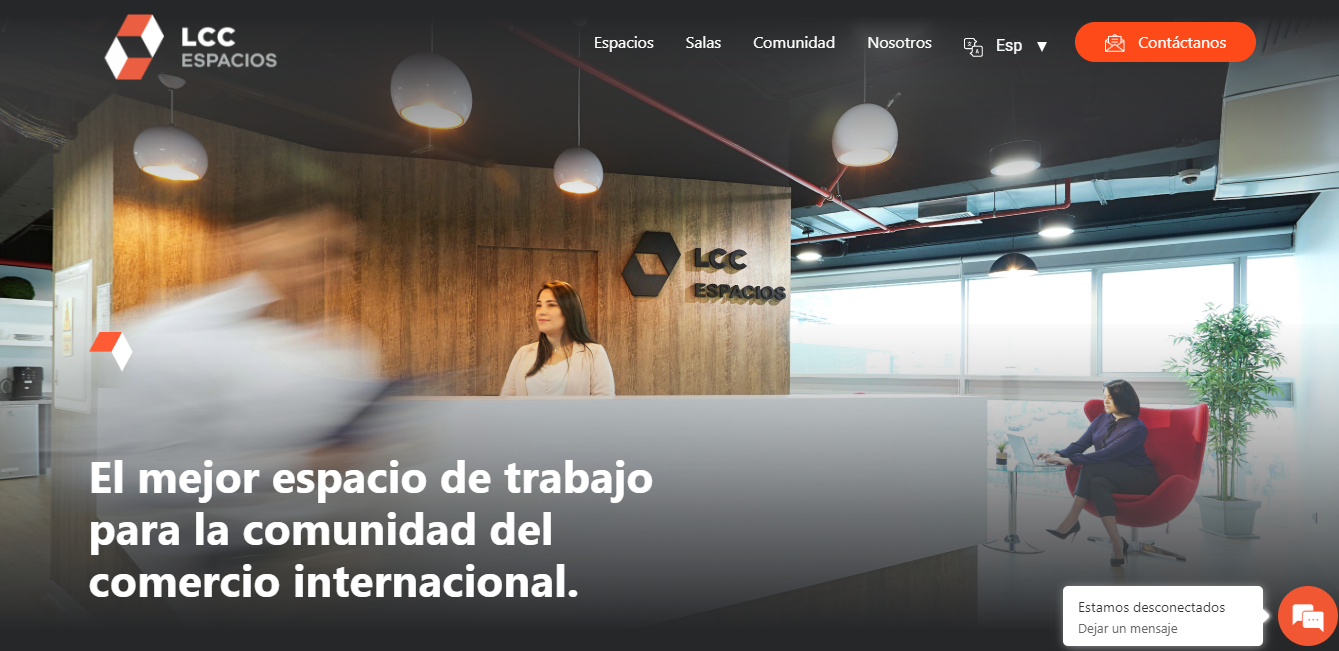 LCC
ESPACIOS
Espacios
Salas
Comunidad
Nosotros
Esp ▼
Contáctanos
LCC
ESPACIOS
El mejor espacio de trabajo
para la comunidad del
comercio internacional.
Estamos desconectados
Dejar un mensaje